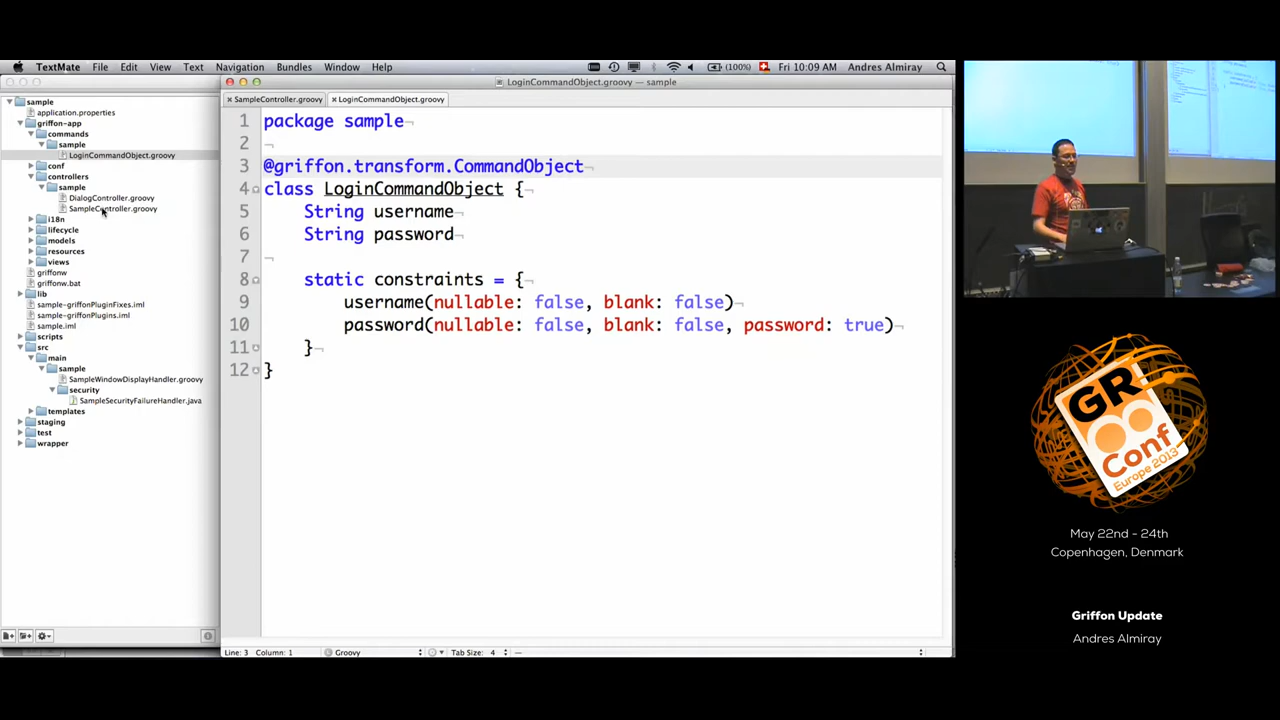 TextMate File Edit View Text Navigation Bundles Window Help (100%) Fri 10:09 AM Andres Almiray
LoginCommandObject.groovy — sample
SampleController.groovy LoginCommandObject.groovy
sample
application.properties
griffon-app
commands
sample
LoginCommandObject.groovy
conf
controllers
sample
DialogController.groovy
SampleController.groovy
i18n
lifecycle
models
resources
views
griffonw
griffonw.bat
lib
sample-griffonPluginFixes.iml
sample-griffonPlugins.iml
sample.iml
scripts
src
main
sample
SampleWindowDisplayHandler.groovy
security
SampleSecurityFailureHandler.java
templates
staging
test
wrapper
1 package sample
2
3 @griffon.transform.CommandObject
4 class LoginCommandObject {
5 String username
6 String password
7
8 static constraints = {
9 username(nullable: false, blank: false)
10 password(nullable: false, blank: false, password: true)
11 }
12 }
Line: 3 Column: 1 Groovy Tab Size: 4 —
GR8
Conf
Europe 2013
May 22nd - 24th
Copenhagen, Denmark
Griffon Update
Andres Almiray